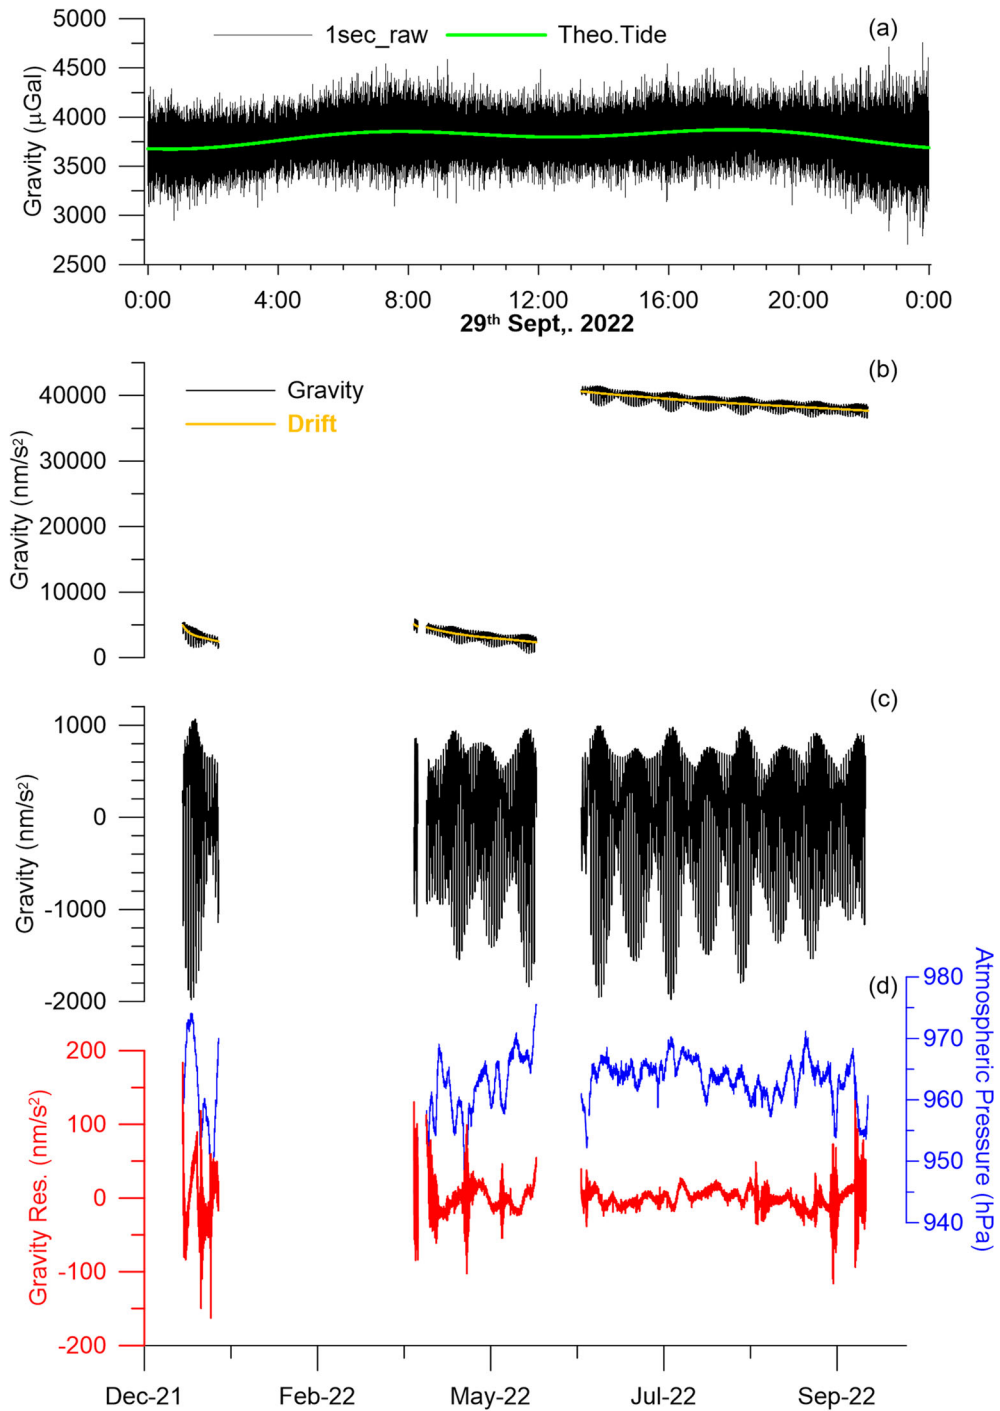 (a)
1sec_raw Theo.Tide
Gravity (µGal)
5000
4500
4000
3500
3000
2500
0:00 4:00 8:00 12:00 16:00 20:00 0:00
29th Sept,. 2022
(b)
Gravity
Drift
Gravity (nm/s²)
40000
30000
20000
10000
0
(c)
Gravity (nm/s²)
1000
0
-1000
-2000
(d)
Gravity Res. (nm/s²)
200
100
0
-100
-200
Atmospheric Pressure (hPa)
980
970
960
950
940
Dec-21 Feb-22 May-22 Jul-22 Sep-22